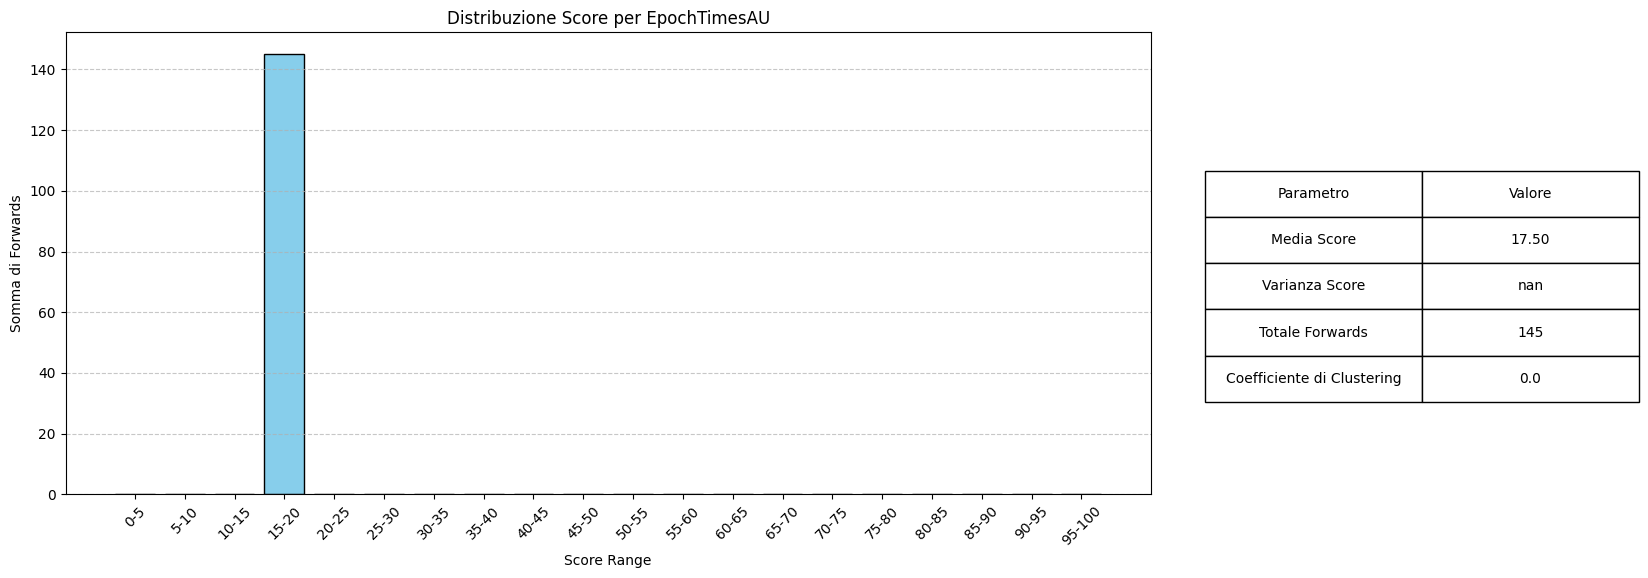 Distribuzione Score per EpochTimesAU
Somma di Forwards
140
120
100
80
60
40
20
0
0-5 5-10 10-15 15-20 20-25 25-30 30-35 35-40 40-45 45-50 50-55 55-60 60-65 65-70 70-75 75-80 80-85 85-90 90-95 95-100
Score Range
Parametro Valore
Media Score 17.50
Varianza Score nan
Totale Forwards 145
Coefficiente di Clustering 0.0